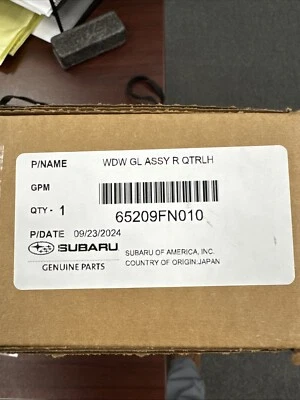 P/NAME WDW GL ASSY R QTRLH
GPM
QTY - 1 65209FN010
P/DATE 09/23/2024
SUBARU SUBARU OF AMERICA, INC.
GENUINE PARTS COUNTRY OF ORIGIN:JAPAN